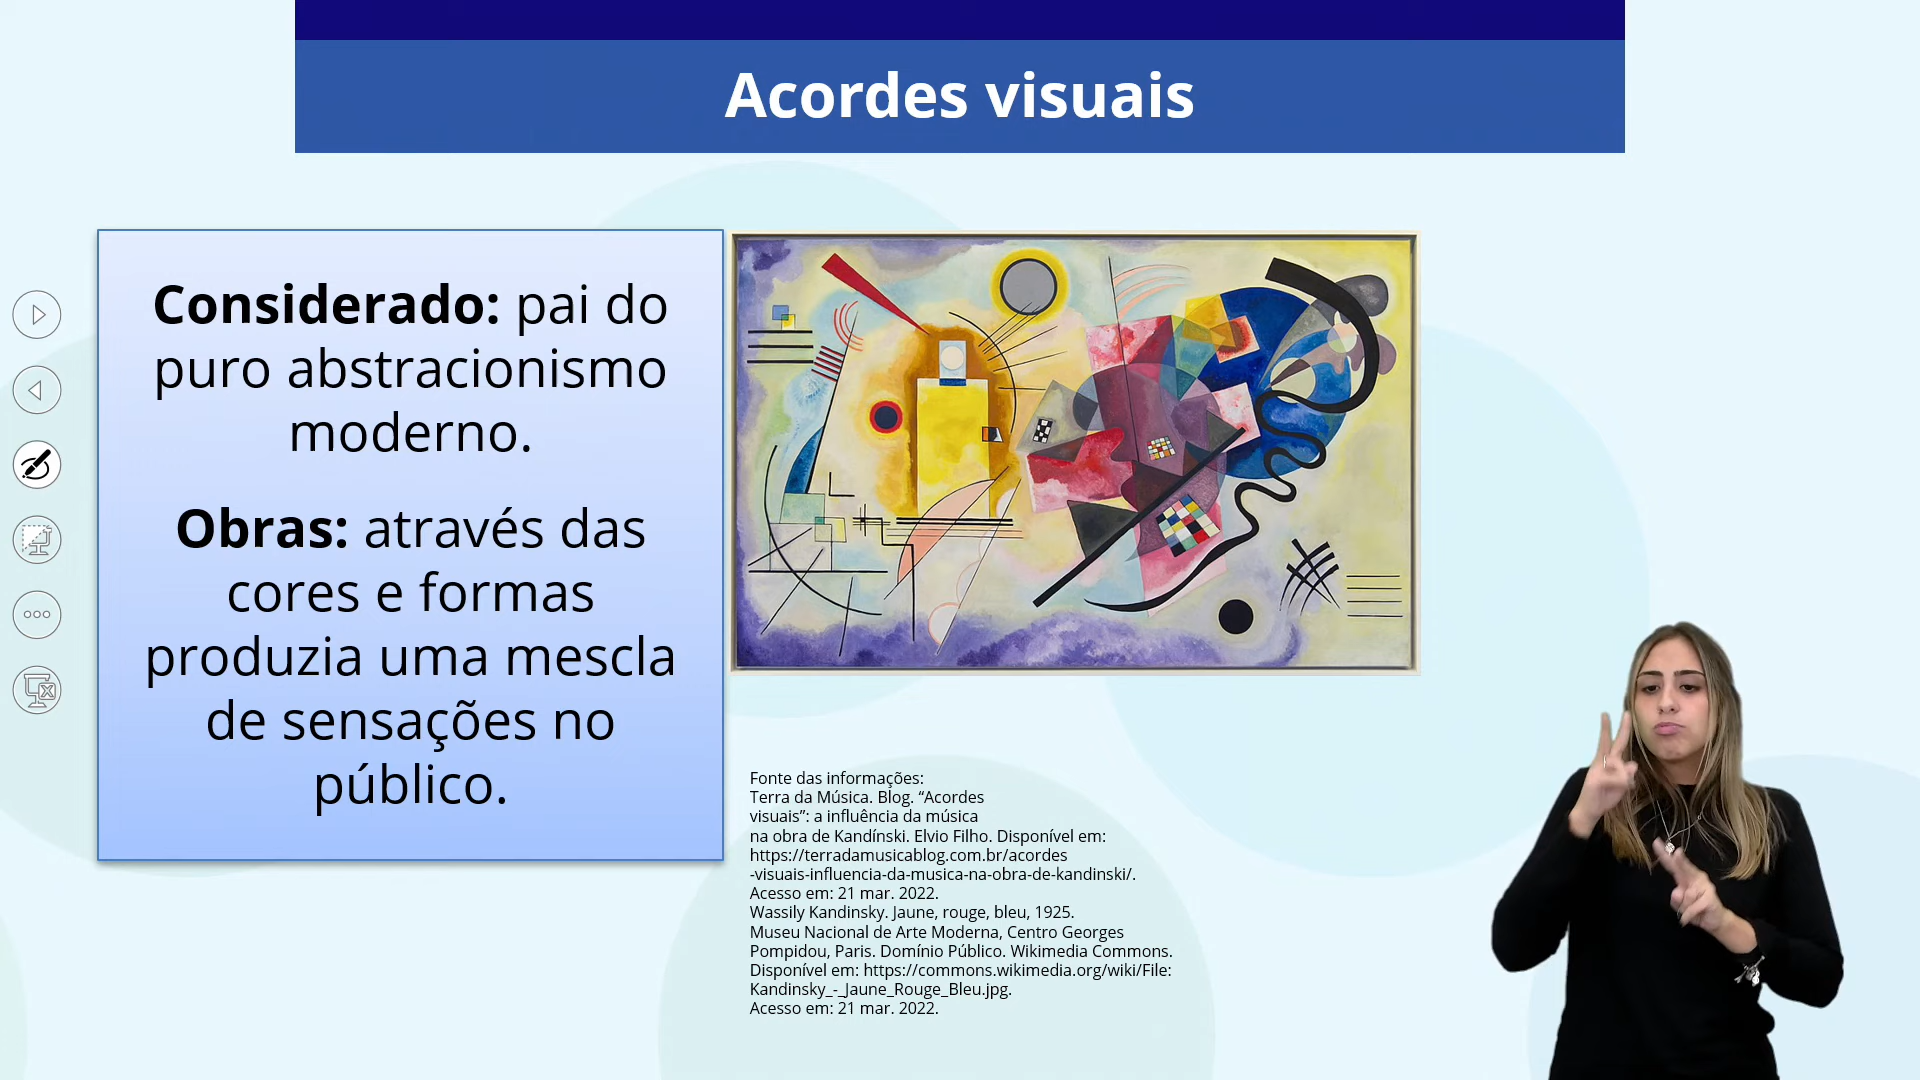 Acordes visuais
Considerado: pai do
puro abstracionismo
moderno.
Obras: através das
cores e formas
produzia uma mescla
de sensações no
público.
Fonte das informações:
Terra da Música. Blog. “Acordes
visuais”: a influência da música
na obra de Kandínski. Elvio Filho. Disponível em:
https://terradamusicablog.com.br/acordes
-visuais-influencia-da-musica-na-obra-de-kandinski/.
Acesso em: 21 mar. 2022.
Wassily Kandinsky. Jaune, rouge, bleu, 1925.
Museu Nacional de Arte Moderna, Centro Georges
Pompidou, Paris. Domínio Público. Wikimedia Commons.
Disponível em: https://commons.wikimedia.org/wiki/File:
Kandinsky_-_Jaune_Rouge_Bleu.jpg.
Acesso em: 21 mar. 2022.